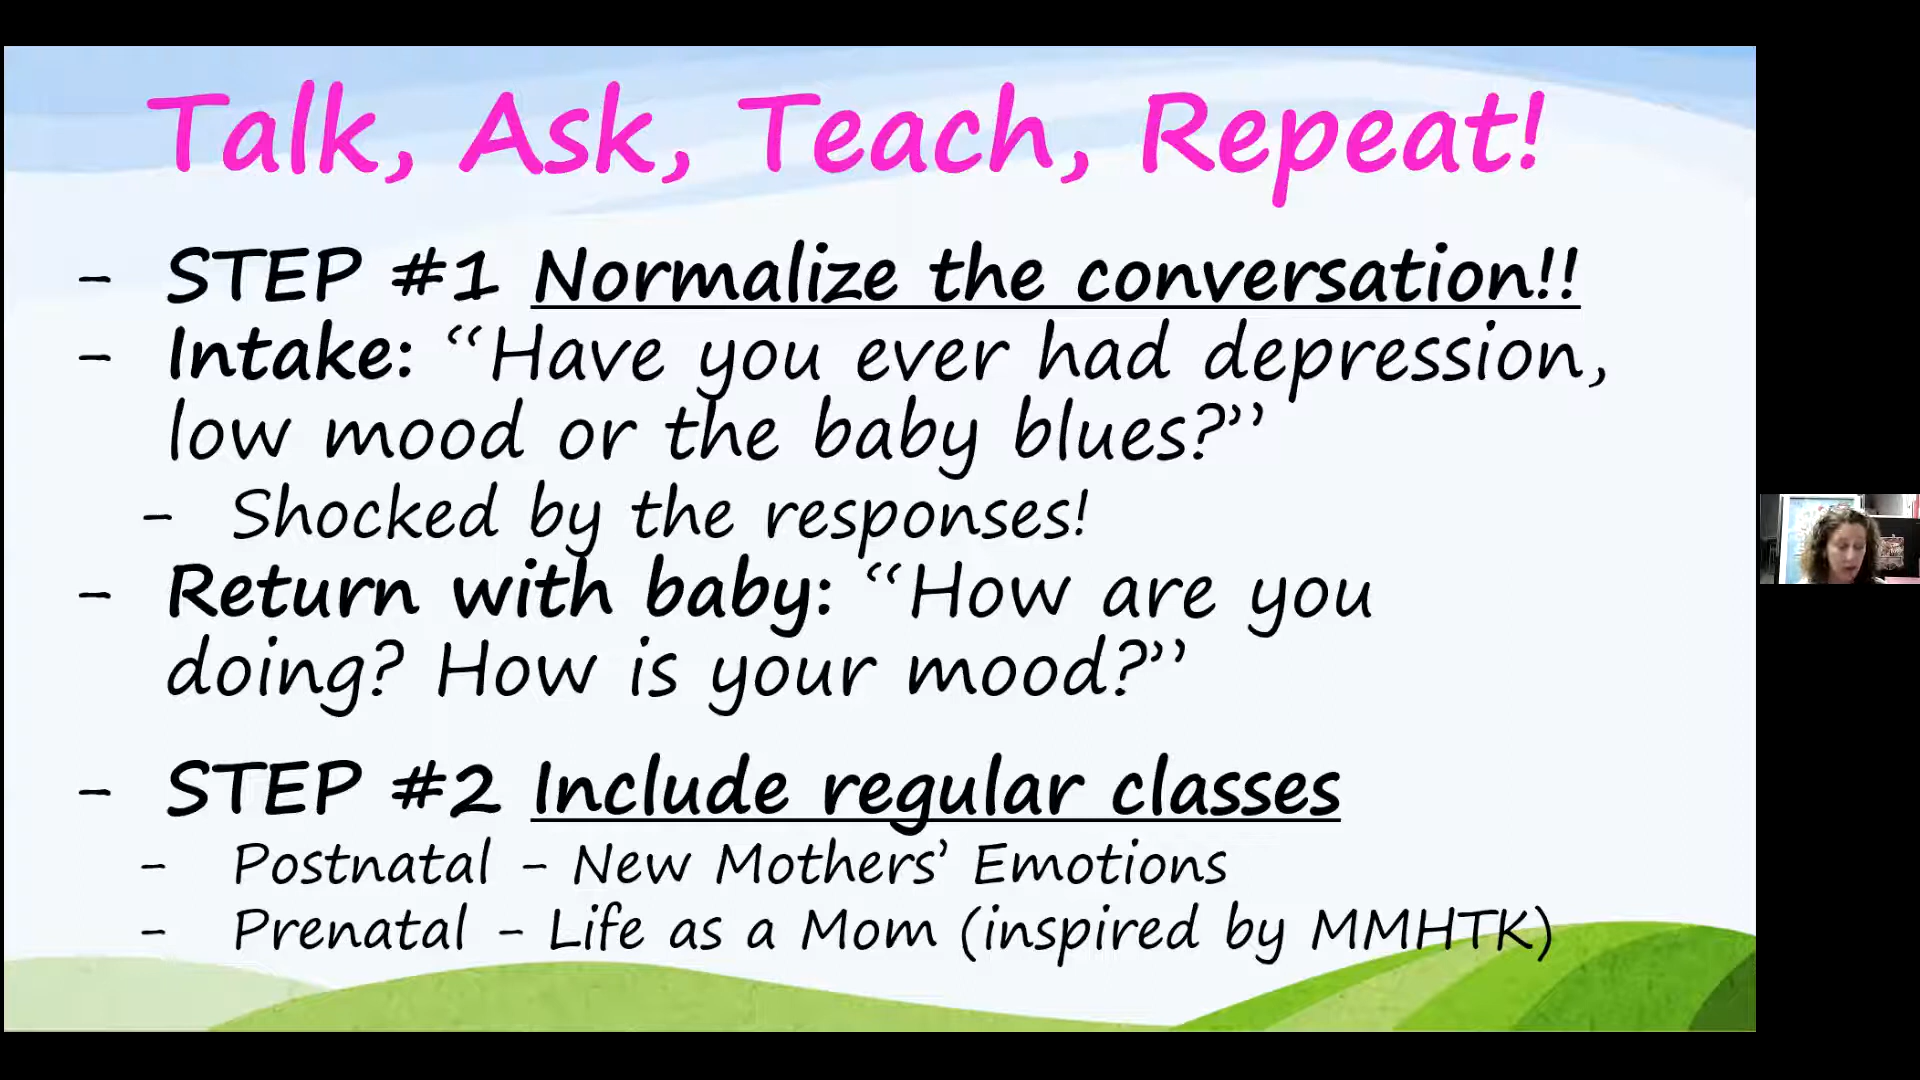 Talk, Ask, Teach, Repeat!
- STEP #1 Normalize the conversation!!
- Intake: “Have you ever had depression,
low mood or the baby blues?”
- Shocked by the responses!
- Return with baby: “How are you
doing? How is your mood?”
- STEP #2 Include regular classes
- Postnatal - New Mothers’ Emotions
- Prenatal - Life as a Mom (inspired by MMHTK)